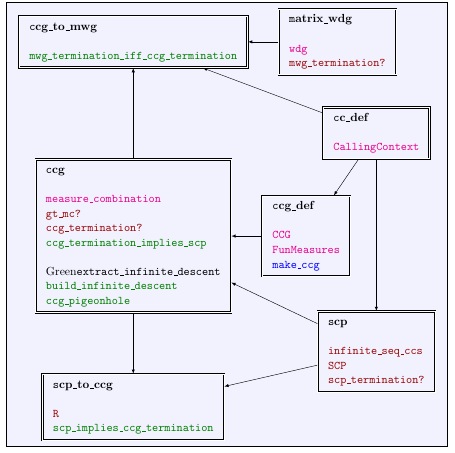 ccg_to_mwg
mwg_termination_iff_ccg_termination
matrix_wdg
wdg
mwg_termination?
cc_def
CallingContext
ccg
measure_combination
gt_mc?
ccg_termination?
ccg_termination_implies_scp
Greenextract_infinite_descent
build_infinite_descent
ccg_pigeonhole
ccg_def
CCG
FunMeasures
make_ccg
scp
infinite_seq_ccs
SCP
scp_termination?
scp_to_ccg
R
scp_implies_ccg_termination